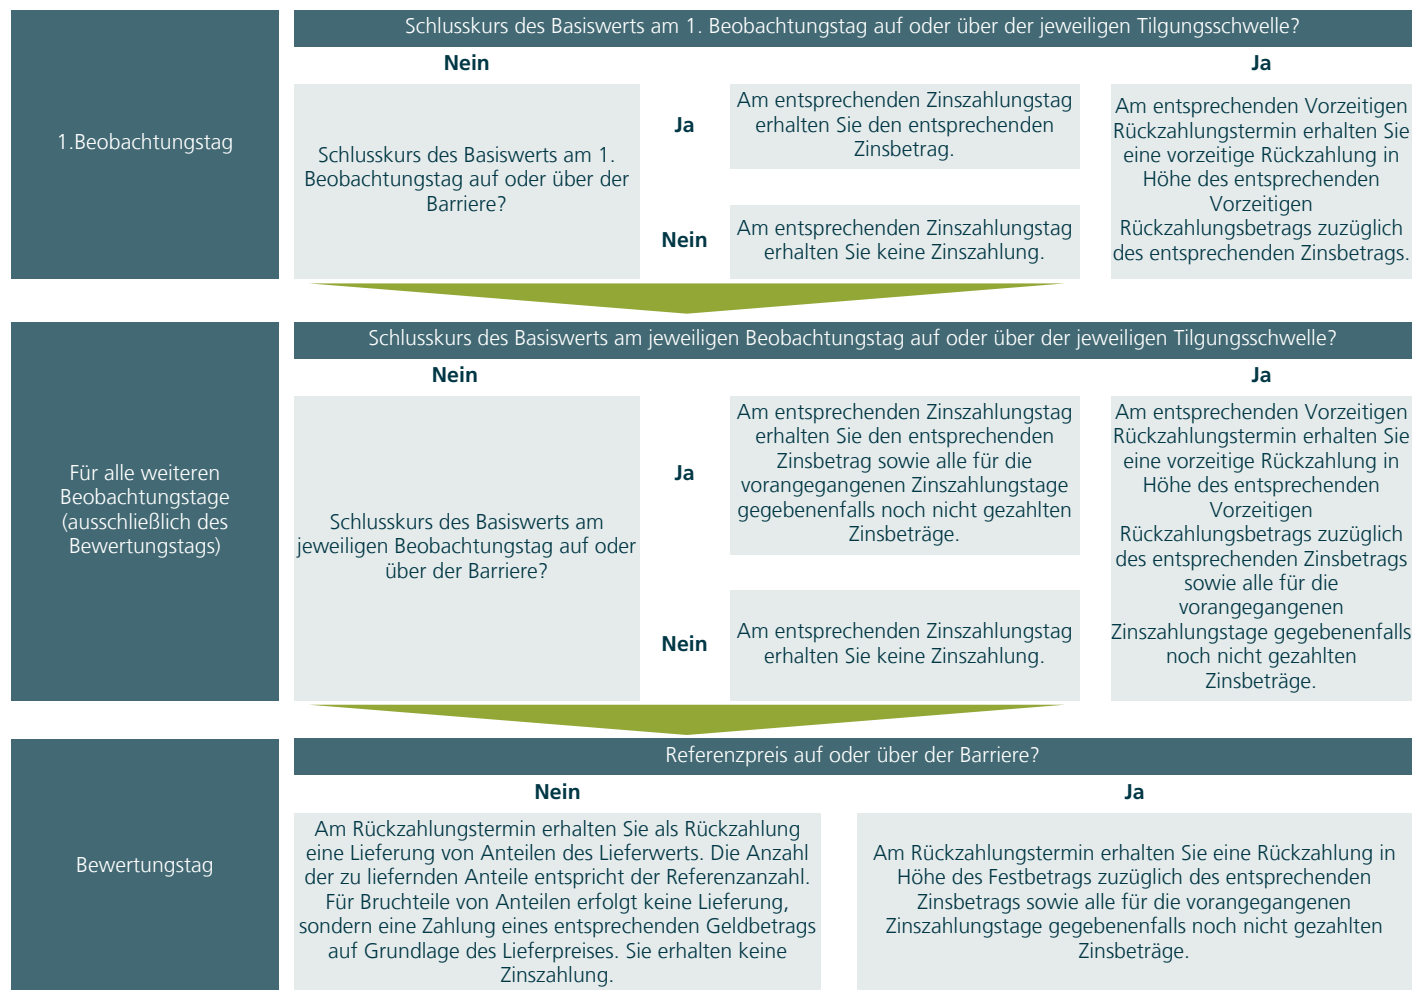 Schlusskurs des Basiswerts am 1. Beobachtungstag auf oder über der jeweiligen Tilgungsschwelle?
Nein
Ja
1.Beobachtungstag
Schlusskurs des Basiswerts am 1.
Beobachtungstag auf oder über der
Barriere?
Ja
Am entsprechenden Zinszahlungstag
erhalten Sie den entsprechenden
Zinsbetrag.
Nein
Am entsprechenden Zinszahlungstag
erhalten Sie keine Zinszahlung.
Am entsprechenden Vorzeitigen
Rückzahlungstermin erhalten Sie
eine vorzeitige Rückzahlung in
Höhe des entsprechenden
Vorzeitigen
Rückzahlungsbetrags zuzüglich
des entsprechenden Zinsbetrags.
Schlusskurs des Basiswerts am jeweiligen Beobachtungstag auf oder über der jeweiligen Tilgungsschwelle?
Nein
Ja
Für alle weiteren
Beobachtungstage
(ausschließlich des
Bewertungstags)
Schlusskurs des Basiswerts am
jeweiligen Beobachtungstag auf oder
über der Barriere?
Ja
Am entsprechenden Zinszahlungstag
erhalten Sie den entsprechenden
Zinsbetrag sowie alle für die
vorangegangenen Zinszahlungstage
gegebenenfalls noch nicht gezahlten
Zinsbeträge.
Nein
Am entsprechenden Zinszahlungstag
erhalten Sie keine Zinszahlung.
Am entsprechenden Vorzeitigen
Rückzahlungstermin erhalten Sie
eine vorzeitige Rückzahlung in
Höhe des entsprechenden
Vorzeitigen
Rückzahlungsbetrags zuzüglich
des entsprechenden Zinsbetrags
sowie alle für die
vorangegangenen
Zinszahlungstage gegebenenfalls
noch nicht gezahlten
Zinsbeträge.
Referenzpreis auf oder über der Barriere?
Nein
Ja
Bewertungstag
Am Rückzahlungstermin erhalten Sie als Rückzahlung
eine Lieferung von Anteilen des Lieferwerts. Die Anzahl
der zu liefernden Anteile entspricht der Referenzanzahl.
Für Bruchteile von Anteilen erfolgt keine Lieferung,
sondern eine Zahlung eines entsprechenden Geldbetrags
auf Grundlage des Lieferpreises. Sie erhalten keine
Zinszahlung.
Am Rückzahlungstermin erhalten Sie eine Rückzahlung in
Höhe des Festbetrags zuzüglich des entsprechenden
Zinsbetrags sowie alle für die vorangegangenen
Zinszahlungstage gegebenenfalls noch nicht gezahlten
Zinsbeträge.